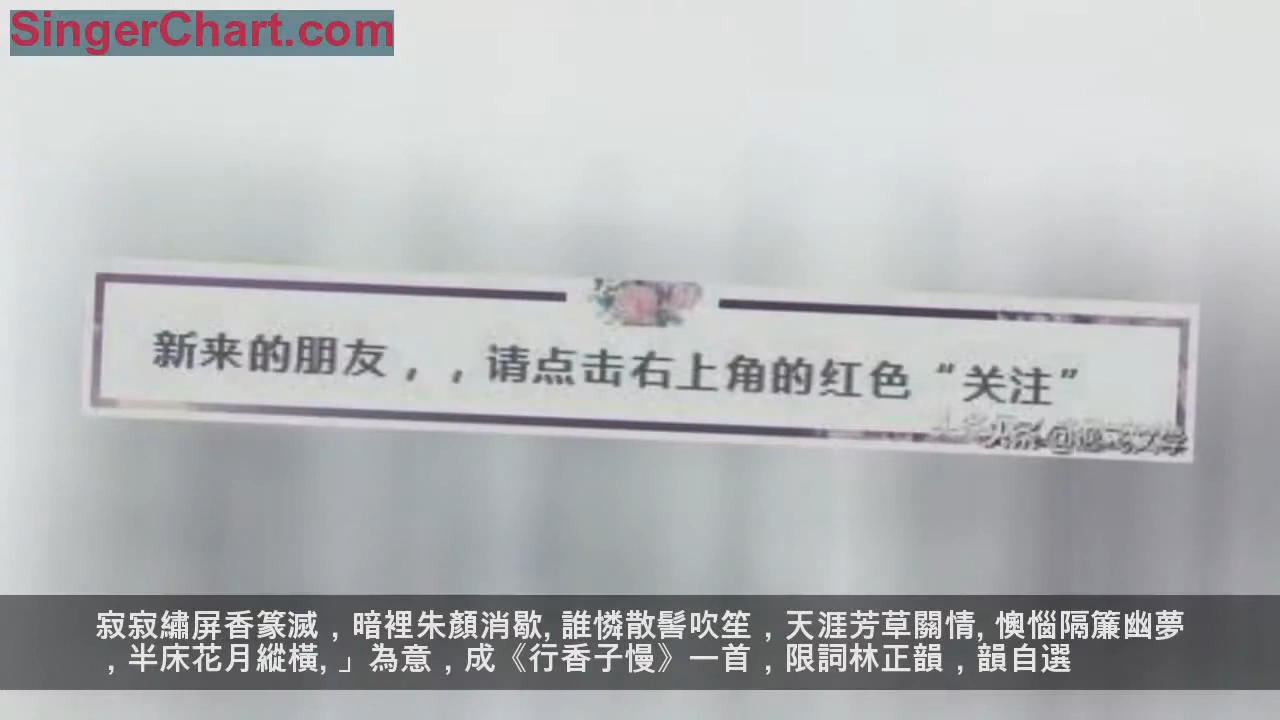 SingerChart.com
新来的朋友，，请点击右上角的红色“关注”
寂寂繡屏香篆滅，暗裡朱顏消歇, 誰憐散髻吹笙，天涯芳草關情, 懊惱隔簾幽夢
，半床花月縱橫,」為意，成《行香子慢》一首，限詞林正韻，韻自選